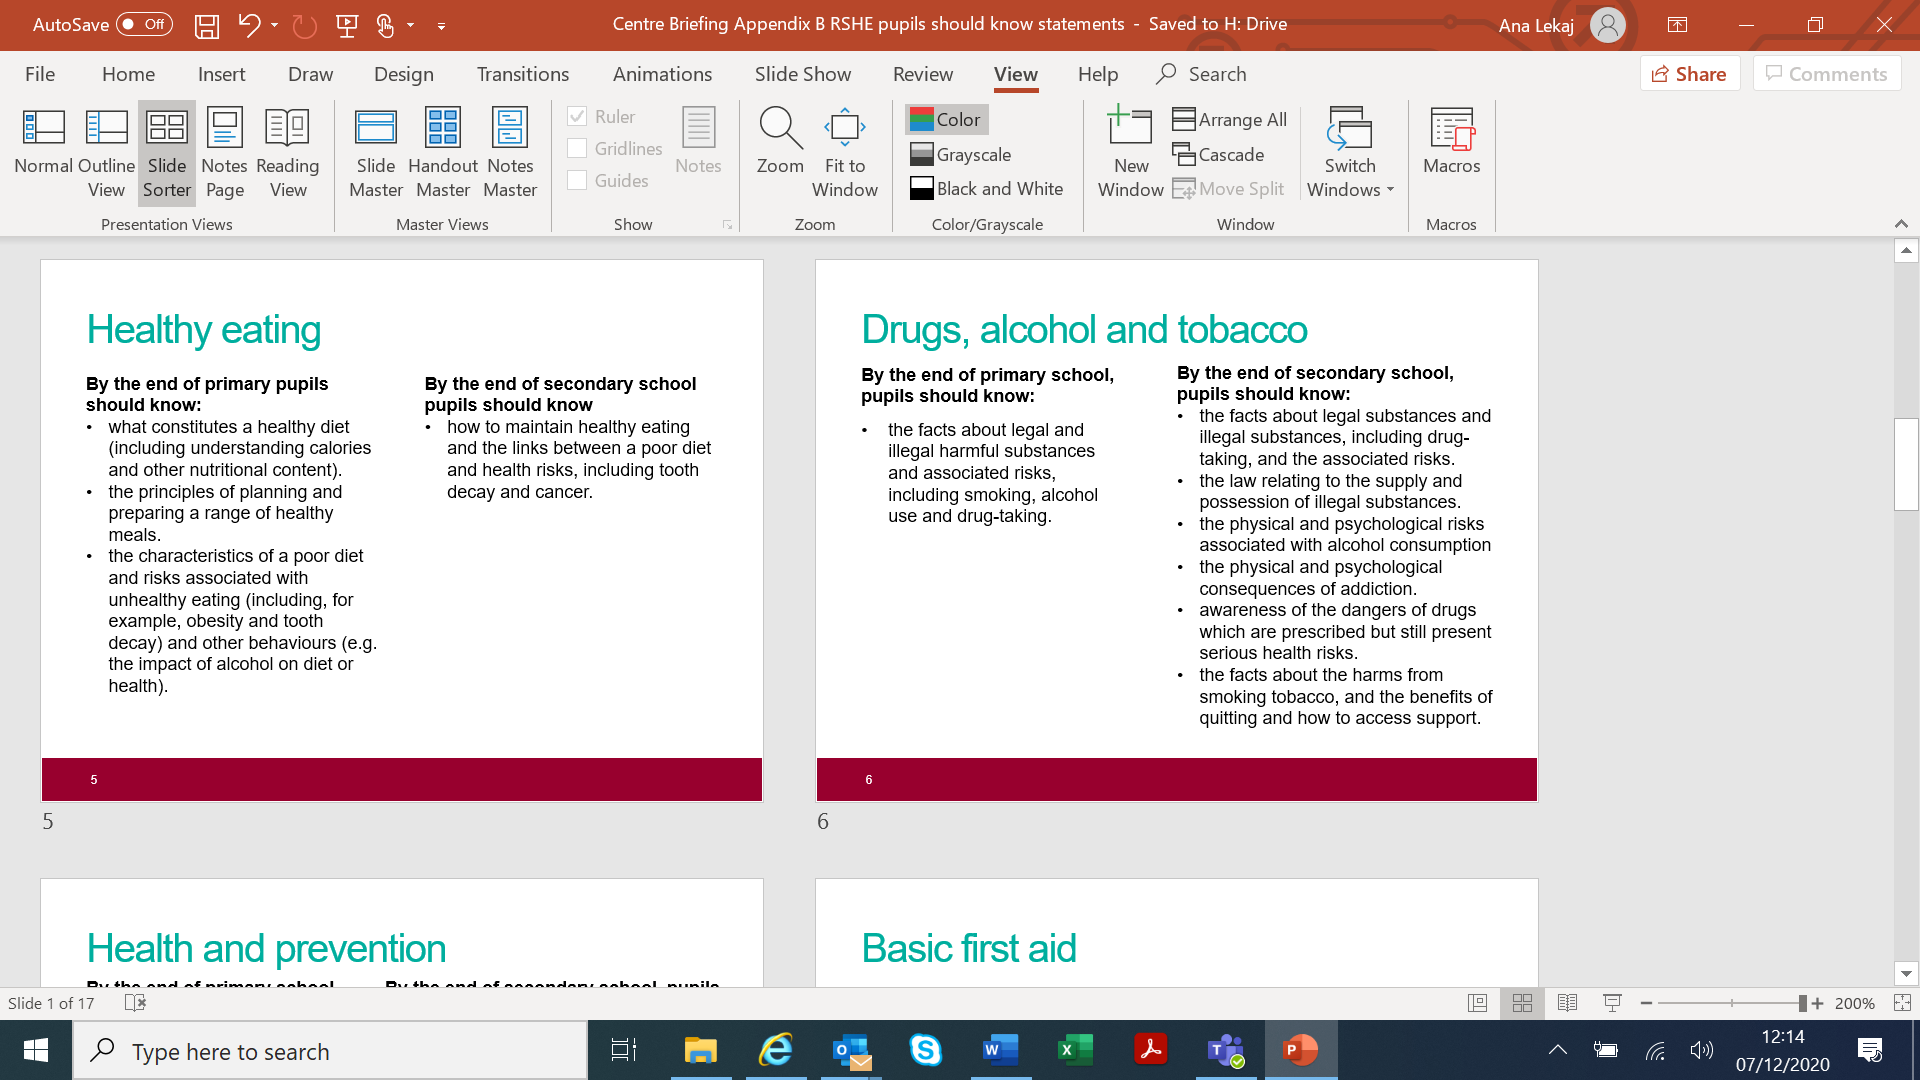 AutoSave Off
Centre Briefing Appendix B RSHE pupils should know statements - Saved to H: Drive
Ana Lekaj
File Home Insert Draw Design Transitions Animations Slide Show Review View Help Search
Share Comments
Normal
Outline View
Slide Sorter
Notes Page
Reading View
Presentation Views
Slide Master
Handout Master
Notes Master
Master Views
Ruler
Gridlines
Guides
Notes
Show
Zoom
Fit to Window
Zoom
Color
Grayscale
Black and White
Color/Grayscale
New Window
Arrange All
Cascade
Move Split
Switch Windows
Window
Macros
Macros
Healthy eating
By the end of primary pupils
should know:
• what constitutes a healthy diet
(including understanding calories
and other nutritional content).
• the principles of planning and
preparing a range of healthy
meals.
• the characteristics of a poor diet
and risks associated with
unhealthy eating (including, for
example, obesity and tooth
decay) and other behaviours (e.g.
the impact of alcohol on diet or
health).
By the end of secondary school
pupils should know
• how to maintain healthy eating
and the links between a poor diet
and health risks, including tooth
decay and cancer.
5
5
Drugs, alcohol and tobacco
By the end of primary school,
pupils should know:
• the facts about legal and
illegal harmful substances
and associated risks,
including smoking, alcohol
use and drug-taking.
By the end of secondary school,
pupils should know:
• the facts about legal substances and
illegal substances, including drug-
taking, and the associated risks.
• the law relating to the supply and
possession of illegal substances.
• the physical and psychological risks
associated with alcohol consumption
• the physical and psychological
consequences of addiction.
• awareness of the dangers of drugs
which are prescribed but still present
serious health risks.
• the facts about the harms from
smoking tobacco, and the benefits of
quitting and how to access support.
6
6
Health and prevention
By the end of primary school
By the end of secondary school, pupils
Basic first aid
Slide 1 of 17
200%
Type here to search
12:14
07/12/2020